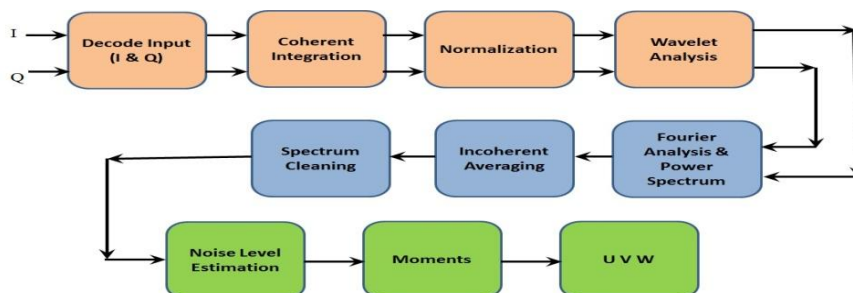 I
Q
Decode Input
(I & Q)
Coherent
Integration
Normalization
Wavelet
Analysis
Fourier
Analysis &
Power
Spectrum
Incoherent
Averaging
Spectrum
Cleaning
Noise Level
Estimation
Moments
U V W